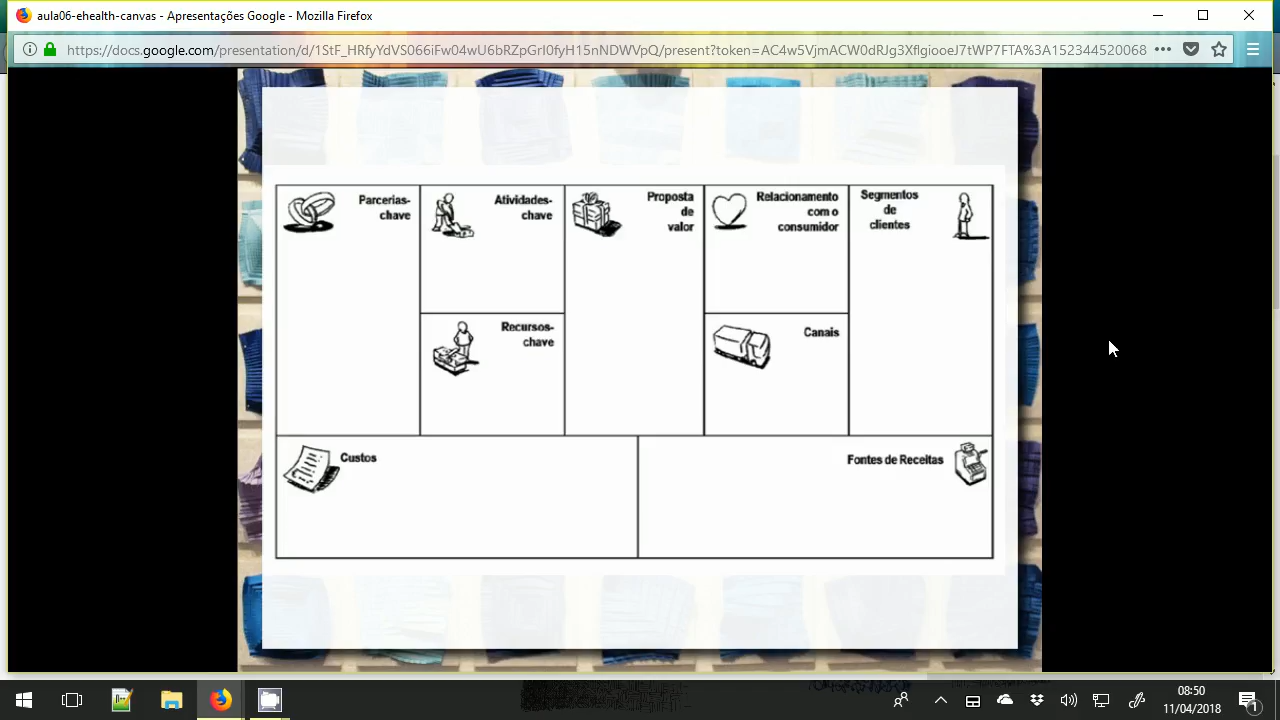 aula06-ehealth-canvas - Apresentações Google - Mozilla Firefox
https://docs.google.com/presentation/d/1StF_HRfyYdVS066iFw04wU6bRZpGrI0fyH15nNDWVpQ/present?token=AC4w5VjmACW0dRJg3XflgiooeJ7tWP7FTA%3A152344520068
Parcerias-
chave
Atividades-
chave
Proposta
de
valor
Relacionamento
com o
consumidor
Segmentos
de
clientes
Recursos-
chave
Canais
Custos
Fontes de Receitas
08:50
11/04/2018
1